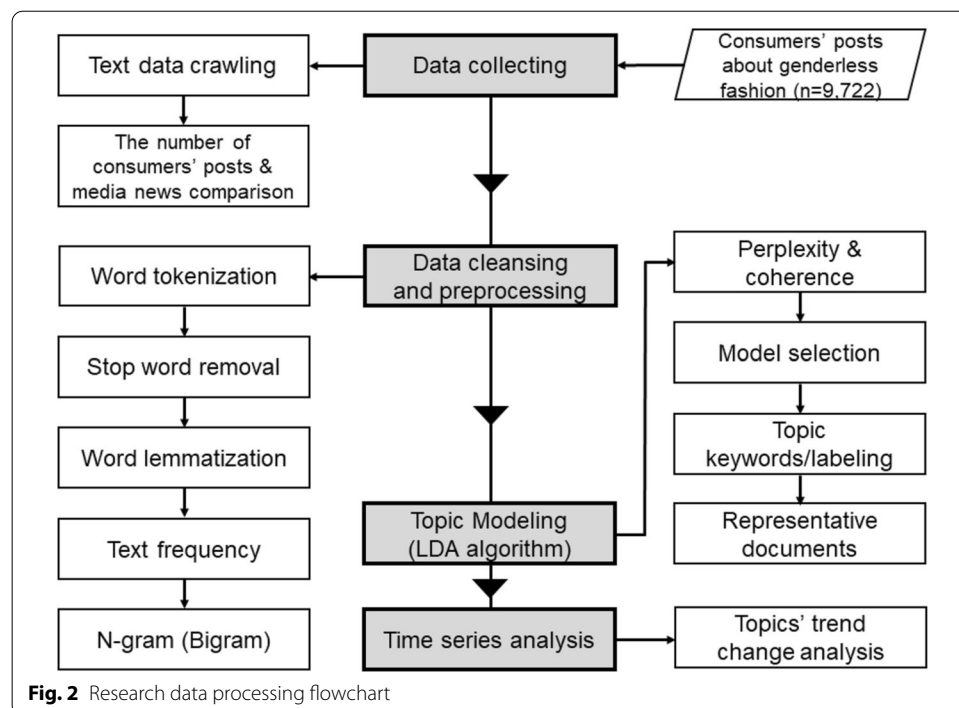 Text data crawling
Data collecting
Consumers’ posts
about genderless
fashion (n=9,722)
The number of
consumers’ posts &
media news comparison
Word tokenization
Data cleansing
and preprocessing
Perplexity &
coherence
Stop word removal
Model selection
Word lemmatization
Topic
keywords/labeling
Text frequency
Topic Modeling
(LDA algorithm)
Representative
documents
N-gram (Bigram)
Time series analysis
Topics’ trend
change analysis
Fig. 2 Research data processing flowchart